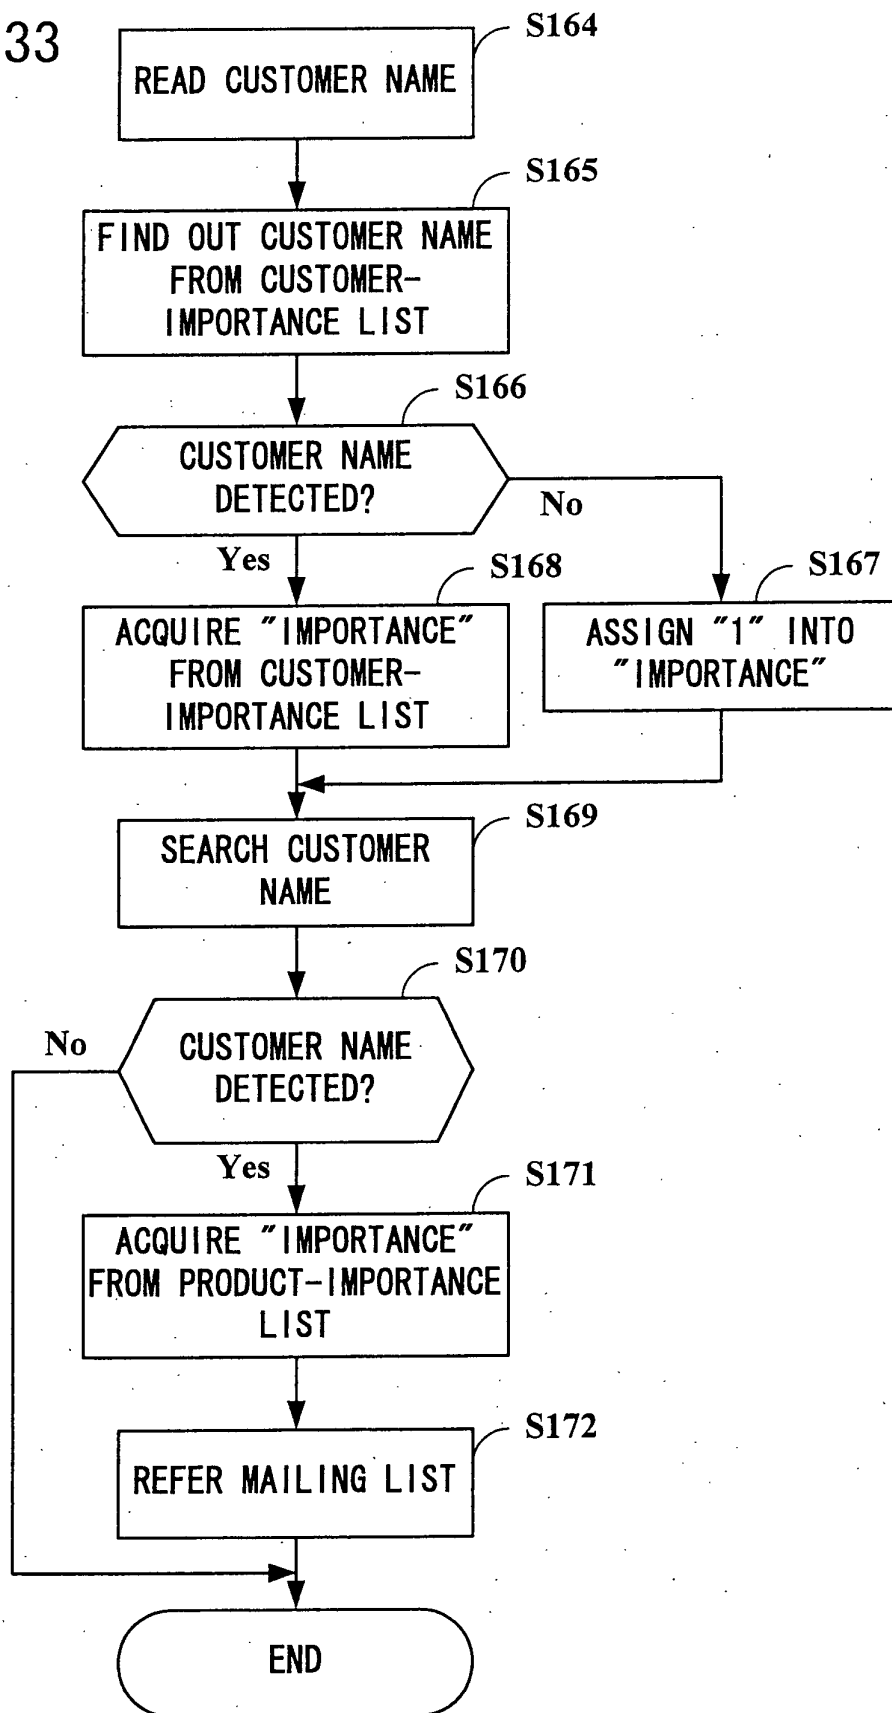 33
S164
READ CUSTOMER NAME
S165
FIND OUT CUSTOMER NAME
FROM CUSTOMER-
IMPORTANCE LIST
S166
CUSTOMER NAME
DETECTED?
No
Yes
S168
S167
ACQUIRE "IMPORTANCE"
FROM CUSTOMER-
IMPORTANCE LIST
ASSIGN "1" INTO
"IMPORTANCE"
S169
SEARCH CUSTOMER
NAME
S170
No
CUSTOMER NAME
DETECTED?
Yes
S171
ACQUIRE "IMPORTANCE"
FROM PRODUCT-IMPORTANCE
LIST
S172
REFER MAILING LIST
END